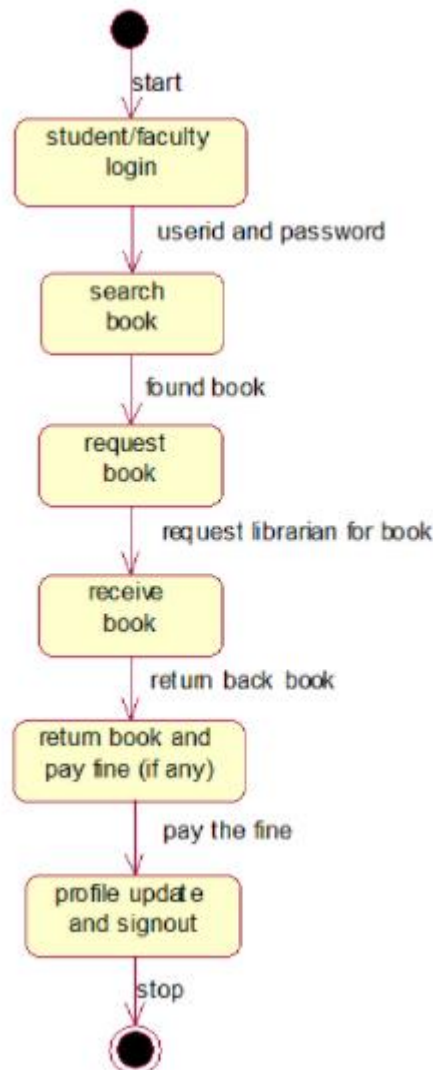 start
student/faculty
login
userid and password
search
book
found book
request
book
request librarian for book
receive
book
return back book
return book and
pay fine (if any)
pay the fine
profile update
and signout
stop